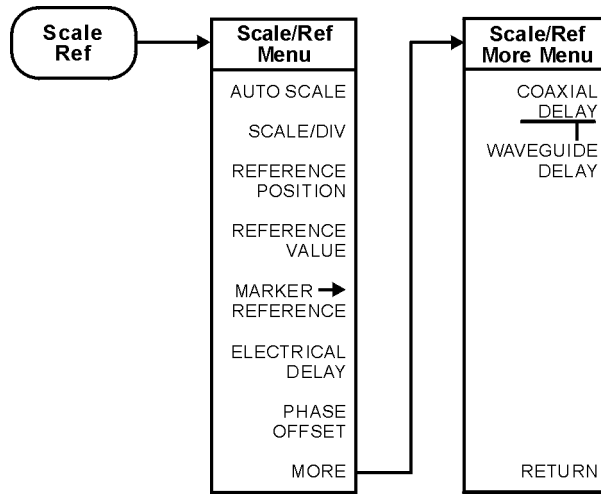 Scale
Ref
Scale/Ref
Menu
AUTO SCALE
SCALE/DIV
REFERENCE
POSITION
REFERENCE
VALUE
MARKER →
REFERENCE
ELECTRICAL
DELAY
PHASE
OFFSET
MORE
Scale/Ref
More Menu
COAXIAL
DELAY
WAVEGUIDE
DELAY
RETURN